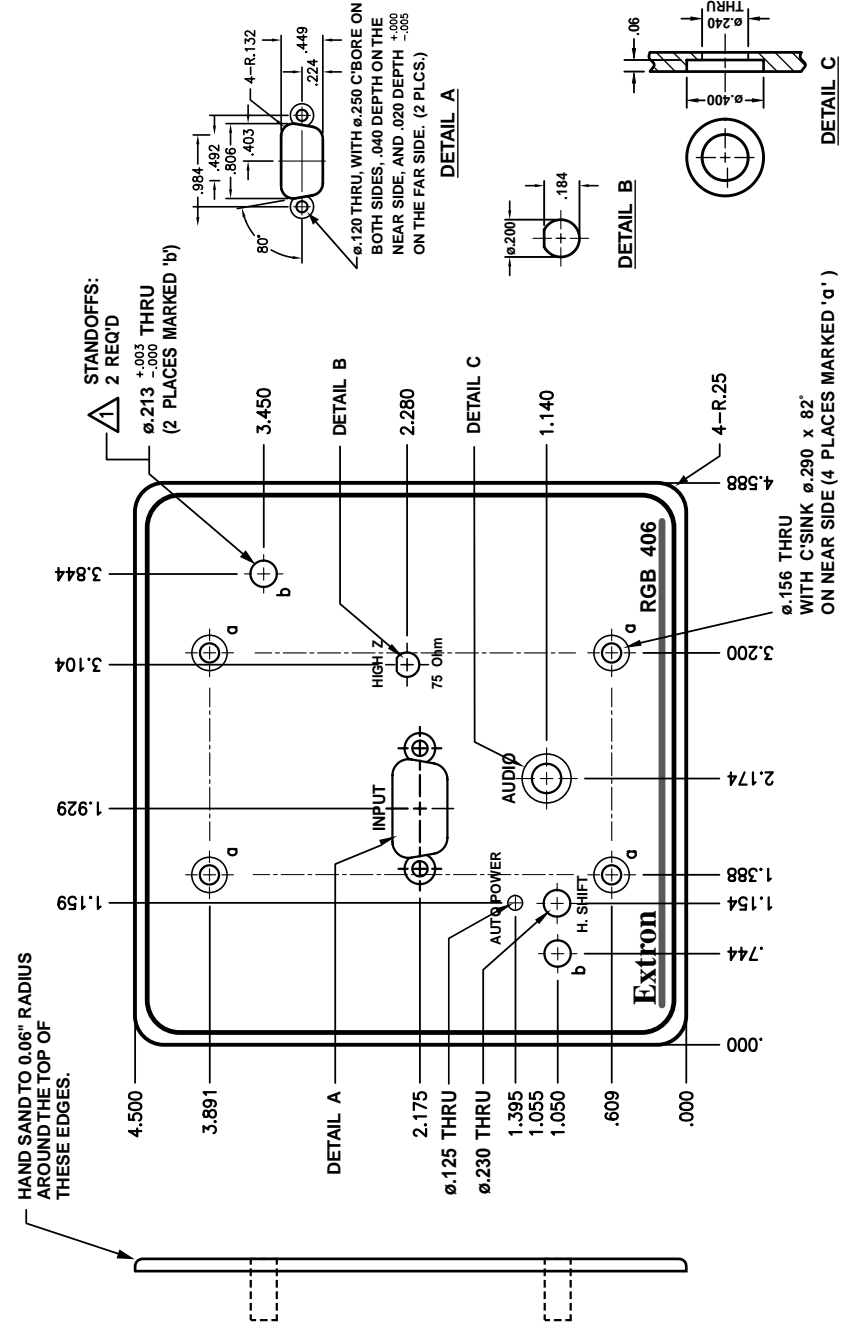 HAND SAND TO 0.06" RADIUS
AROUND THE TOP OF
THESE EDGES.
4.500
3.891
DETAIL A
2.175
ø.125 THRU
ø.230 THRU
1.395
1.055
1.050
.609
.000
1.159
1.929
3.104
3.844
1
STANDOFFS:
2 REQ'D
ø.213 +.003 -.000 THRU
(2 PLACES MARKED 'b')
3.450
DETAIL B
2.280
DETAIL C
1.140
4-R.25
a
a
b
INPUT
HIGH Z
75 Ohm
AUTO POWER
AUDIO
H. SHIFT
b
a
a
Extron
RGB 406
.000
.744
1.154
1.388
2.174
3.200
4.588
ø.156 THRU
WITH C'SINK ø.290 x 82°
ON NEAR SIDE (4 PLACES MARKED 'a' )
.984
.492
.806
.403
4-R.132
.449
.224
80°
ø.120 THRU, WITH ø.250 C'BORE ON
BOTH SIDES, .040 DEPTH ON THE
NEAR SIDE, AND .020 DEPTH +.000 -.005
ON THE FAR SIDE. (2 PLCS.)
DETAIL A
ø.200
.184
DETAIL B
.06
ø.400
ø.240
THRU
DETAIL C